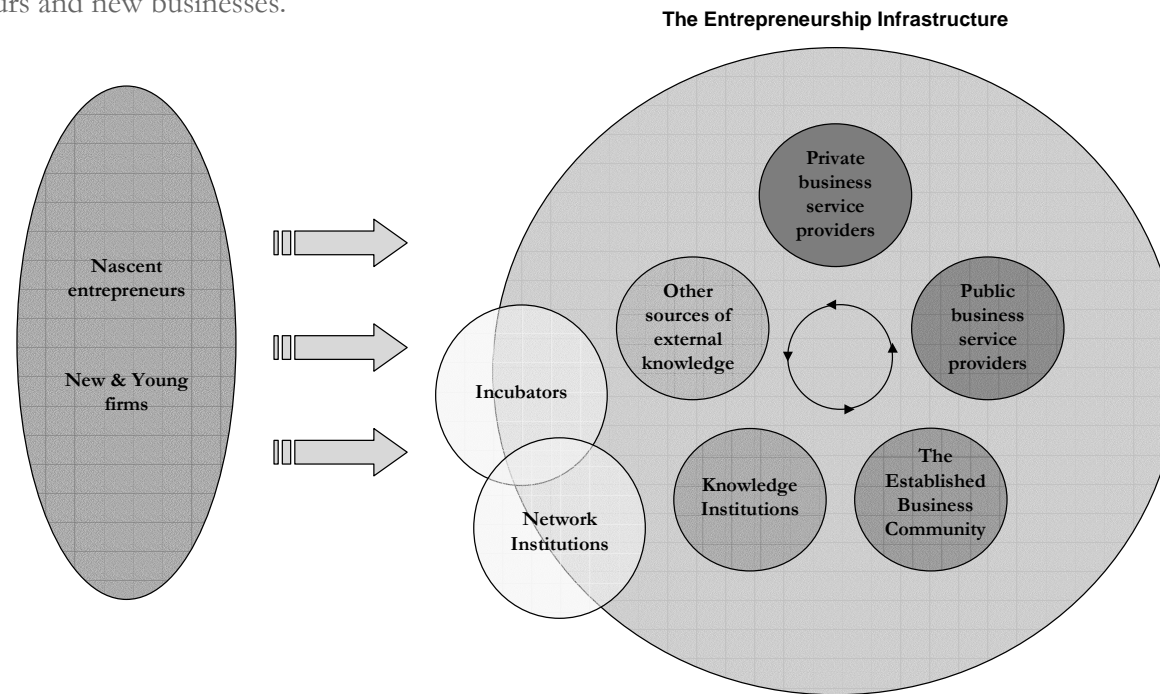 and new businesses.
The Entrepreneurship Infrastructure
Nascent
entrepreneurs
New & Young
firms
Private
business
service
providers
Other
sources of
external
knowledge
Public
business
service
providers
Incubators
Network
Institutions
Knowledge
Institutions
The
Established
Business
Community